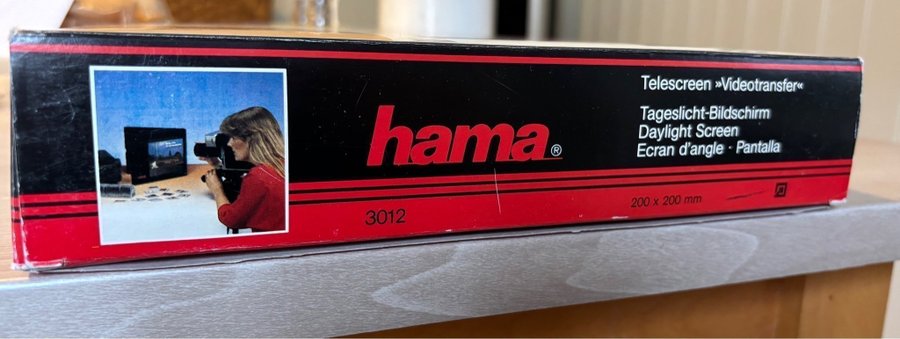 hama®
3012
Telescreen »Videotransfer«
Tageslicht-Bildschirm
Daylight Screen
Ecran d'angle · Pantalla
200 x 200 mm